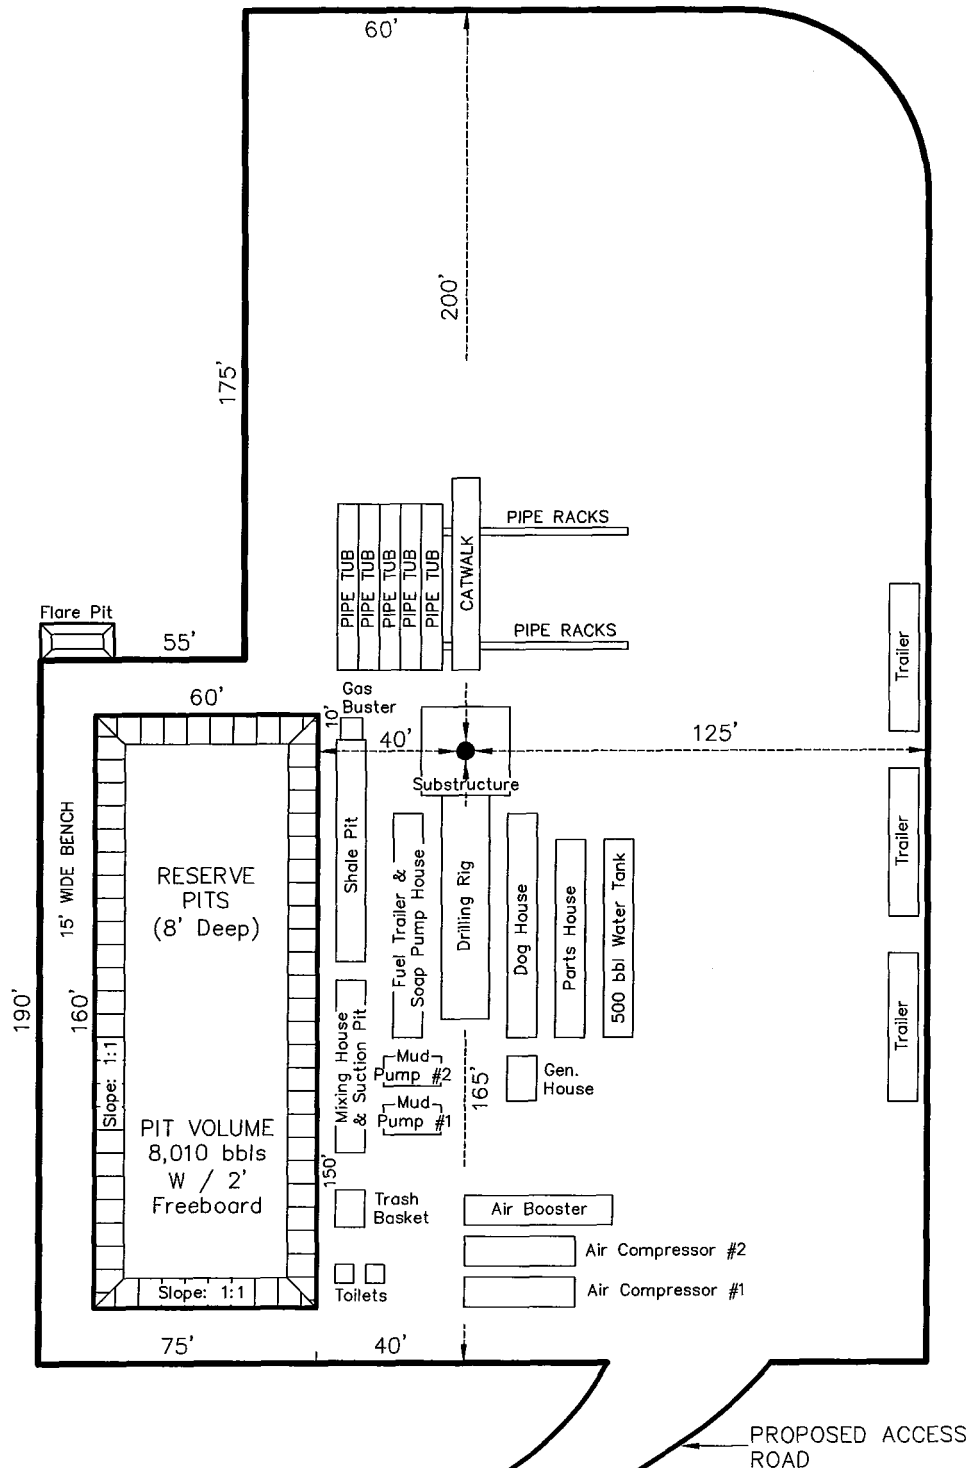 60'
200'
175'
PIPE RACKS
PIPE TUB
PIPE TUB
PIPE TUB
PIPE TUB
PIPE TUB
CATWALK
PIPE RACKS
Flare Pit
55'
Trailer
60'
Gas
Buster
10'
40'
125'
Substructure
15' WIDE BENCH
RESERVE
PITS
(8' Deep)
Shale Pit
Fuel Trailer &
Soap Pump House
Drilling Rig
Dog House
Parts House
500 bbl Water Tank
Trailer
190'
160'
Slope: 1:1
Mixing House
& Suction Pit
Mud
Pump #2
Mud
Pump #1
165'
Gen.
House
Trailer
PIT VOLUME
8,010 bbls
W / 2'
Freeboard
150'
Trash
Basket
Air Booster
Air Compressor #2
Slope: 1:1
Toilets
Air Compressor #1
75'
40'
PROPOSED ACCESS
ROAD